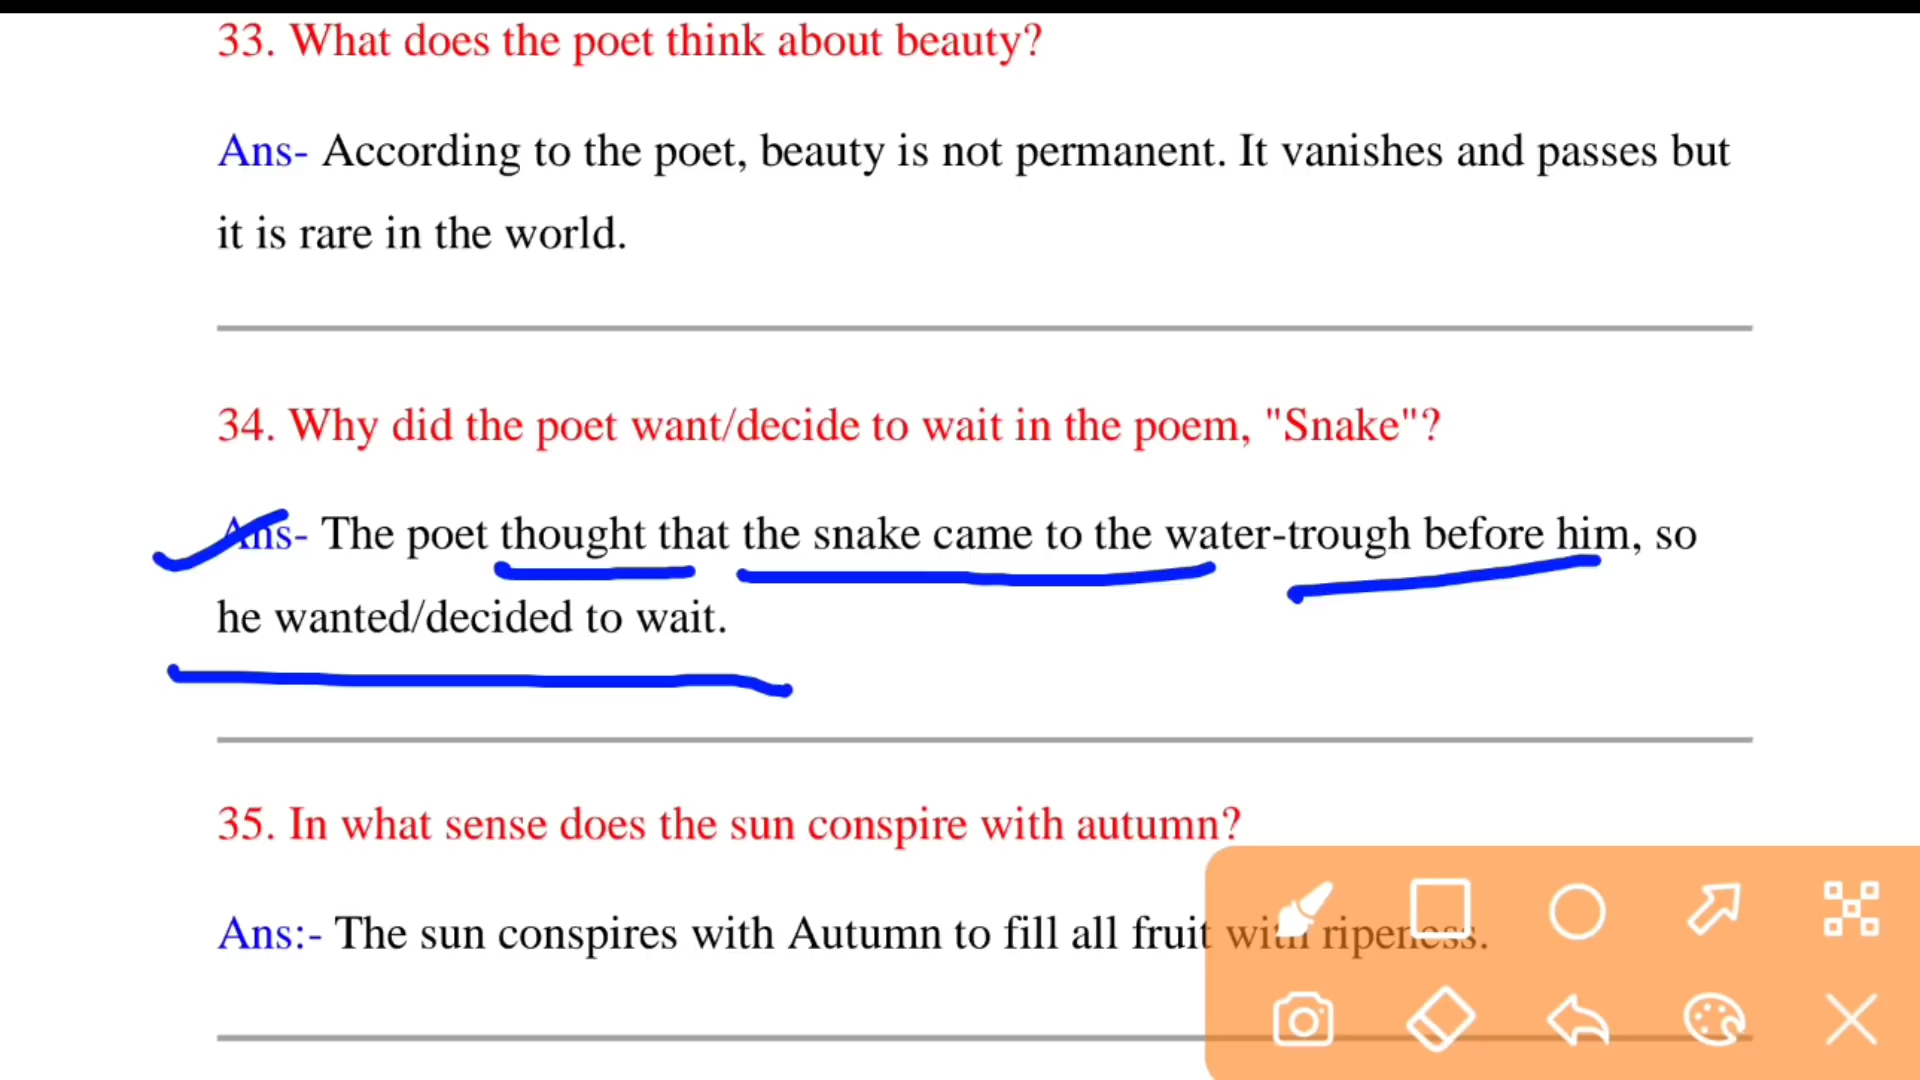 33. What does the poet think about beauty?
Ans- According to the poet, beauty is not permanent. It vanishes and passes but
it is rare in the world.
34. Why did the poet want/decide to wait in the poem, "Snake"?
Ans- The poet thought that the snake came to the water-trough before him, so
he wanted/decided to wait.
35. In what sense does the sun conspire with autumn?
Ans:- The sun conspires with Autumn to fill all fruit with ripeness.